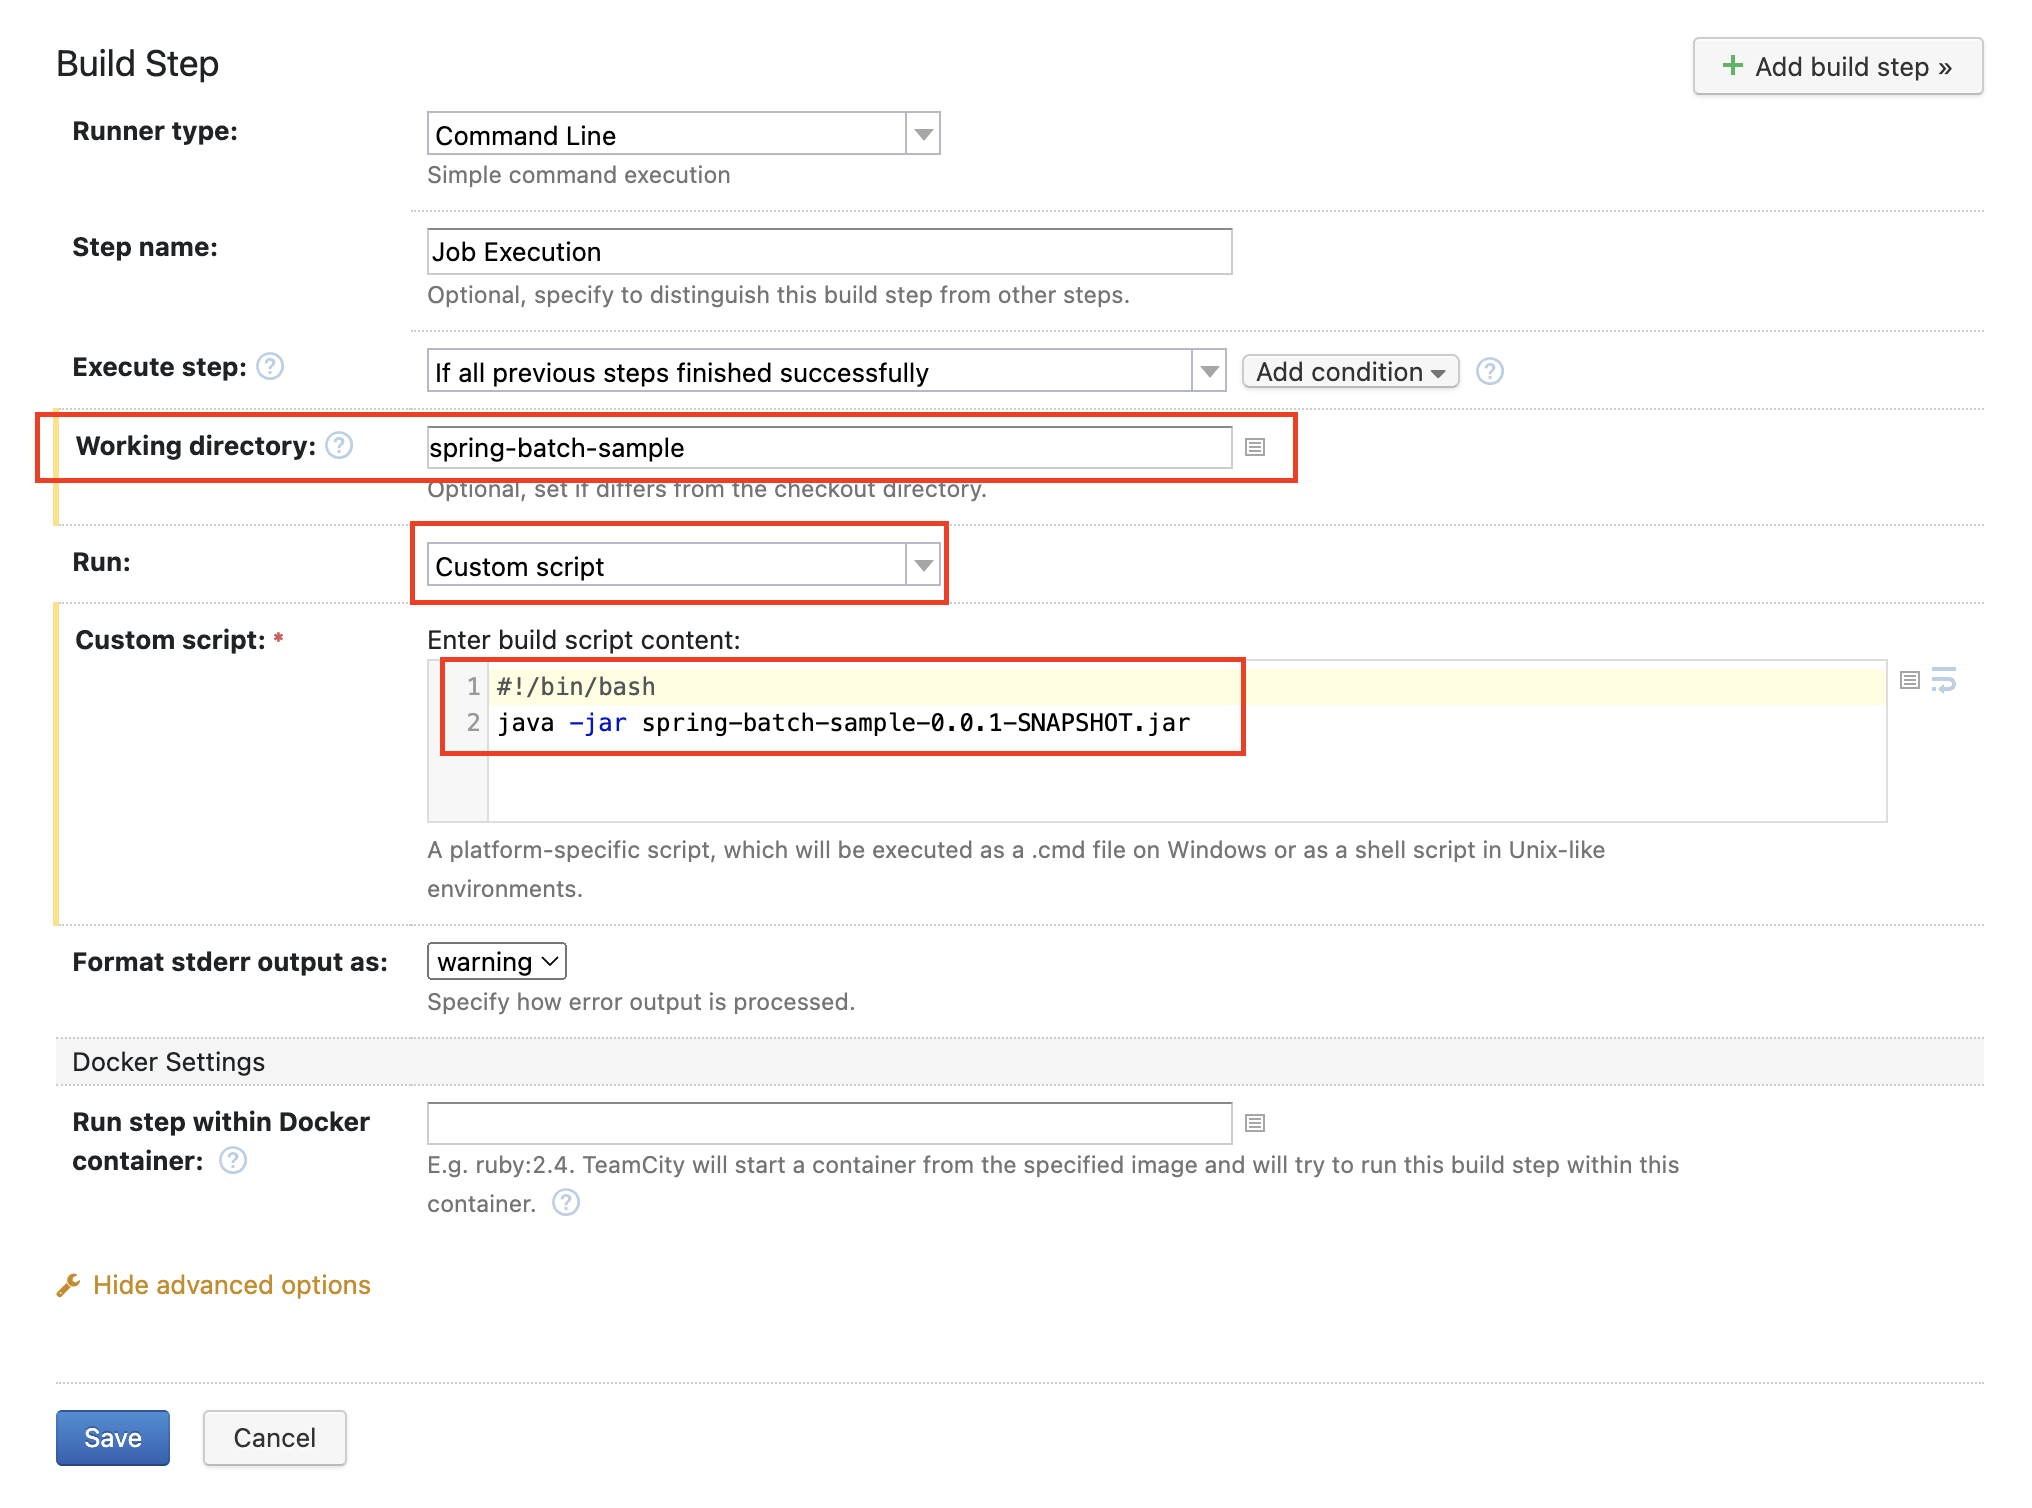 Build Step
+ Add build step »
Runner type:
Command Line
Simple command execution
Step name:
Job Execution
Optional, specify to distinguish this build step from other steps.
Execute step: ?
If all previous steps finished successfully
Add condition
?
Working directory: ?
spring-batch-sample
Optional, set if differs from the checkout directory.
Run:
Custom script
Custom script: *
Enter build script content:
1 #!/bin/bash
2 java -jar spring-batch-sample-0.0.1-SNAPSHOT.jar
A platform-specific script, which will be executed as a .cmd file on Windows or as a shell script in Unix-like
environments.
Format stderr output as:
warning
Specify how error output is processed.
Docker Settings
Run step within Docker
container: ?
E.g. ruby:2.4. TeamCity will start a container from the specified image and will try to run this build step within this
container. ?
Hide advanced options
Save
Cancel